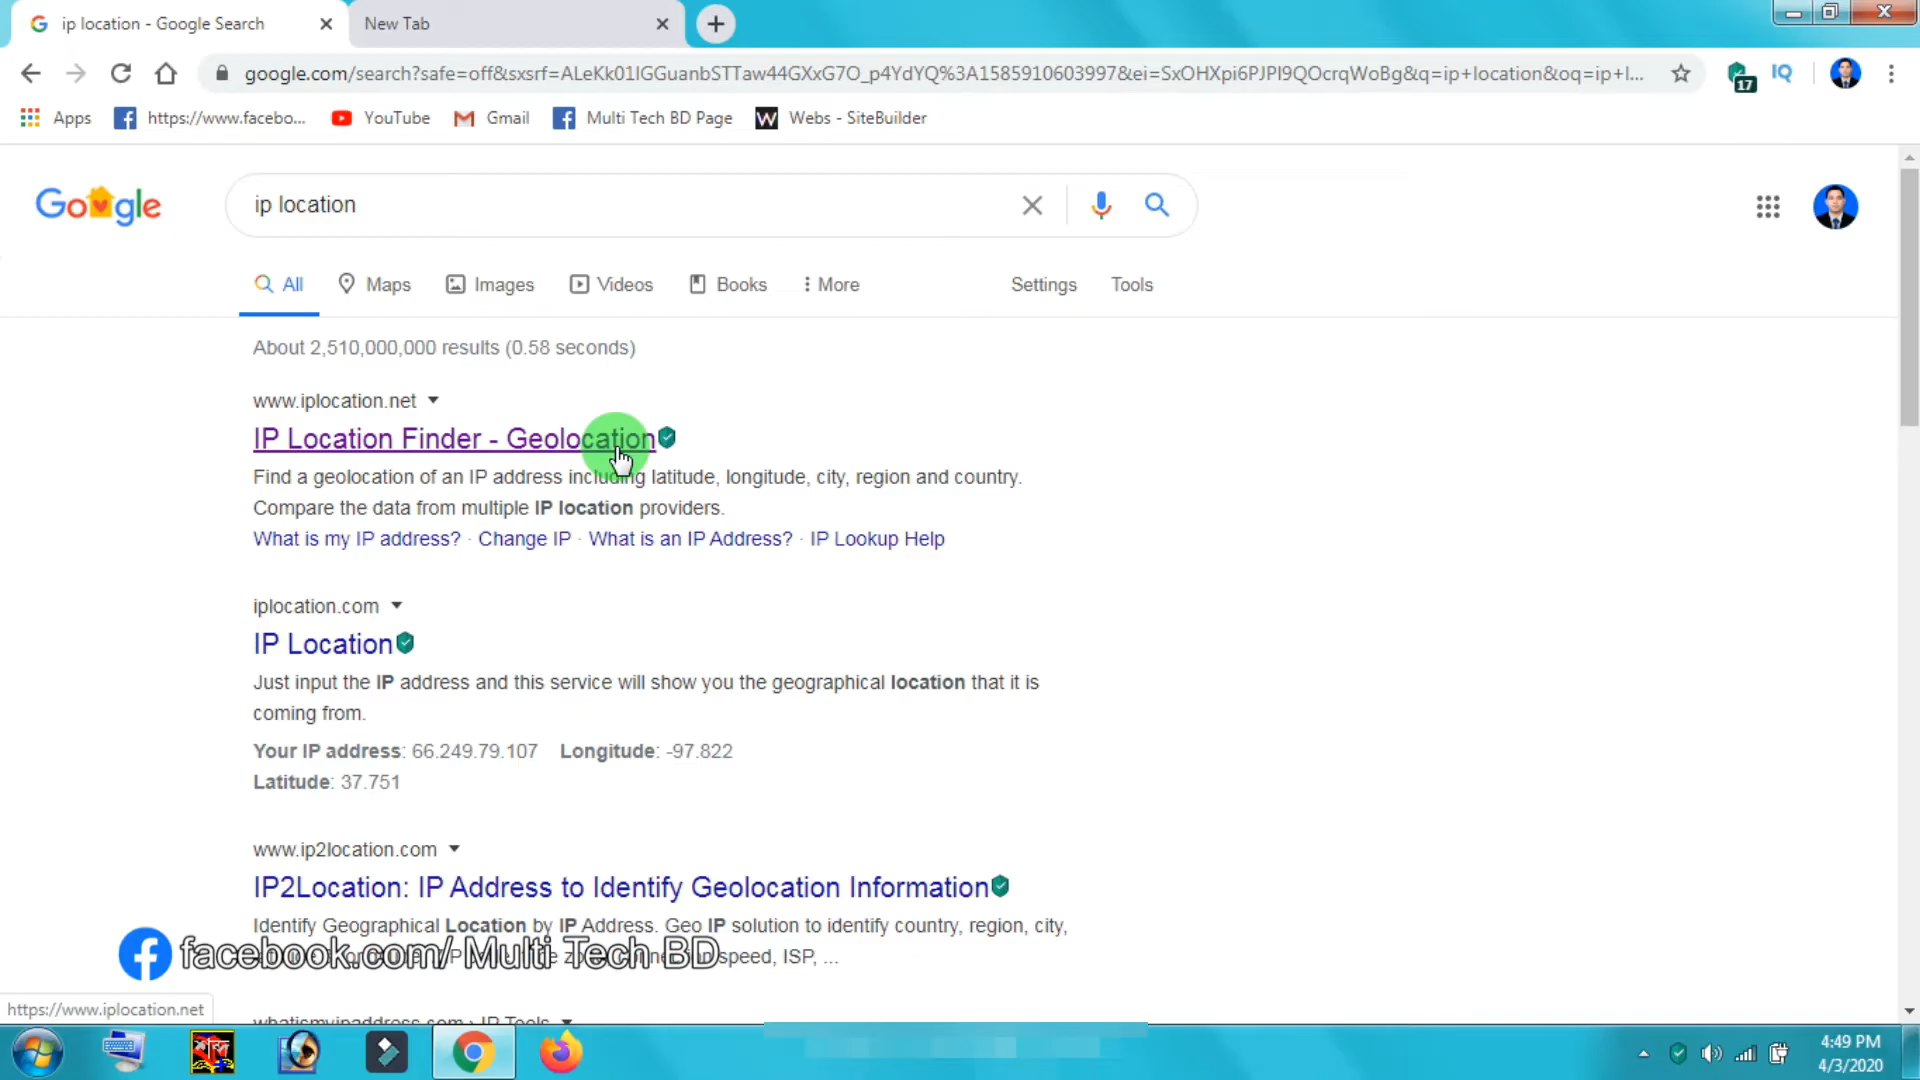 ip location - Google Search
New Tab
google.com/search?safe=off&sxsrf=ALeKk01IGGuanbSTTaw44GXxG7O_p4YdYQ%3A1585910603997&ei=SxOHXpi6PJPI9QOcrqWoBg&q=ip+location&oq=ip+l...
17
IQ
Apps
https://www.facebo...
YouTube
Gmail
Multi Tech BD Page
W Webs - SiteBuilder
Google
ip location
All
Maps
Images
Videos
Books
More
Settings
Tools
About 2,510,000,000 results (0.58 seconds)
www.iplocation.net
IP Location Finder - Geolocation
Find a geolocation of an IP address including latitude, longitude, city, region and country.
Compare the data from multiple IP location providers.
What is my IP address? · Change IP · What is an IP Address? · IP Lookup Help
iplocation.com
IP Location
Just input the IP address and this service will show you the geographical location that it is
coming from.
Your IP address: 66.249.79.107 Longitude: -97.822
Latitude: 37.751
www.ip2location.com
IP2Location: IP Address to Identify Geolocation Information
Identify Geographical Location by IP Address. Geo IP solution to identify country, region, city,
speed, ISP, ...
facebook.com/ Multi Tech BD
https://www.iplocation.net
whatismyipaddress.com › IP Tools
4:49 PM
4/3/2020